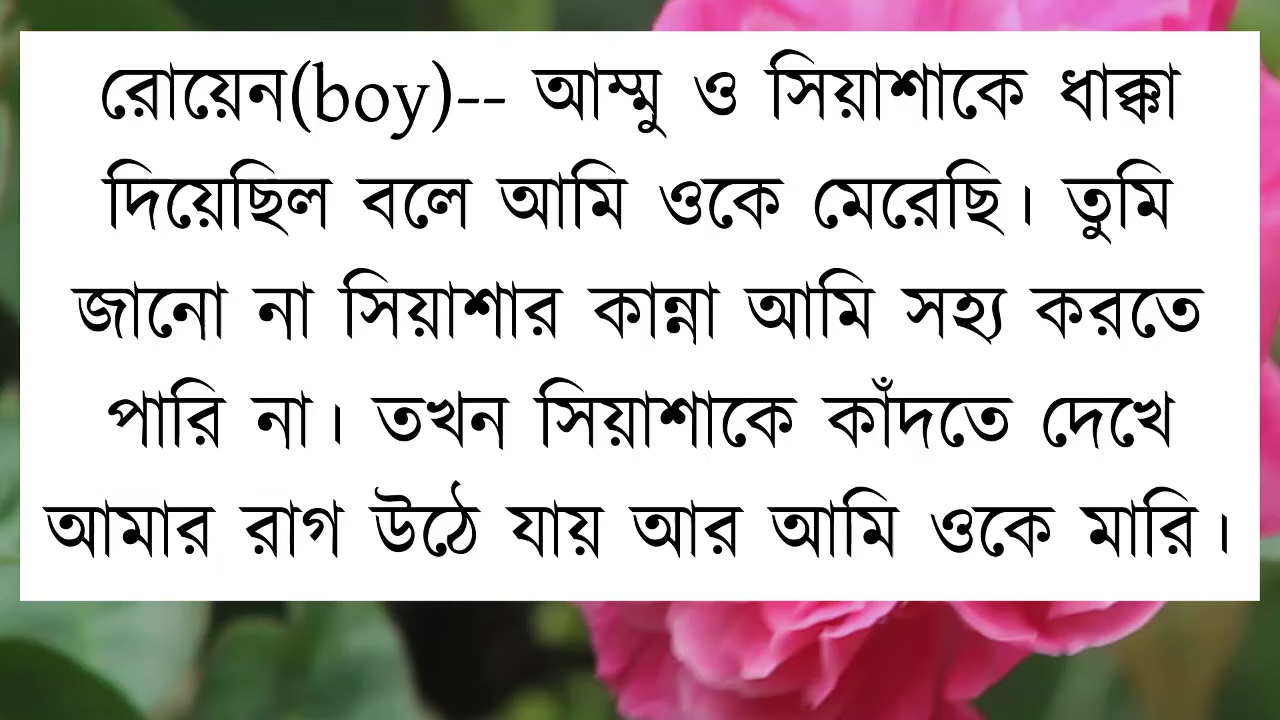 রোয়েন(boy)-- আম্মু ও সিয়াশাকে ধাক্কা
দিয়েছিল বলে আমি ওকে মেরেছি। তুমি
জানো না সিয়াশার কান্না আমি সহ্য করতে
পারি না। তখন সিয়াশাকে কাঁদতে দেখে
আমার রাগ উঠে যায় আর আমি ওকে মারি।